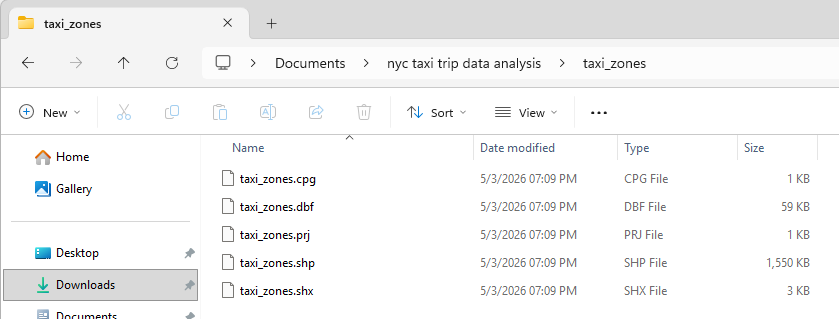 taxi_zones
Documents > nyc taxi trip data analysis > taxi_zones
New Sort View
Name Date modified Type Size
Home
Gallery
Desktop
Downloads
Documents
taxi_zones.cpg 5/3/2026 07:09 PM CPG File 1 KB
taxi_zones.dbf 5/3/2026 07:09 PM DBF File 59 KB
taxi_zones.prj 5/3/2026 07:09 PM PRJ File 1 KB
taxi_zones.shp 5/3/2026 07:09 PM SHP File 1,550 KB
taxi_zones.shx 5/3/2026 07:09 PM SHX File 3 KB